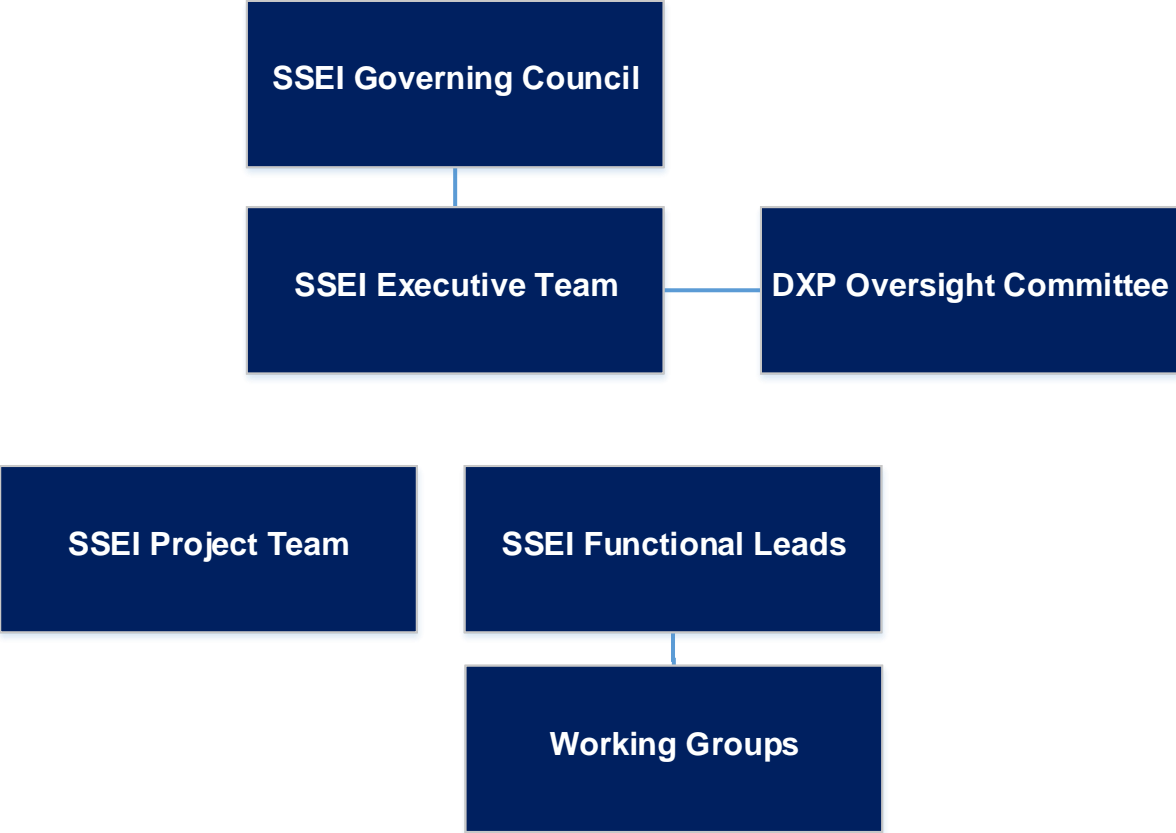 SSEI Governing Council
SSEI Executive Team
DXP Oversight Committee
SSEI Project Team
SSEI Functional Leads
Working Groups